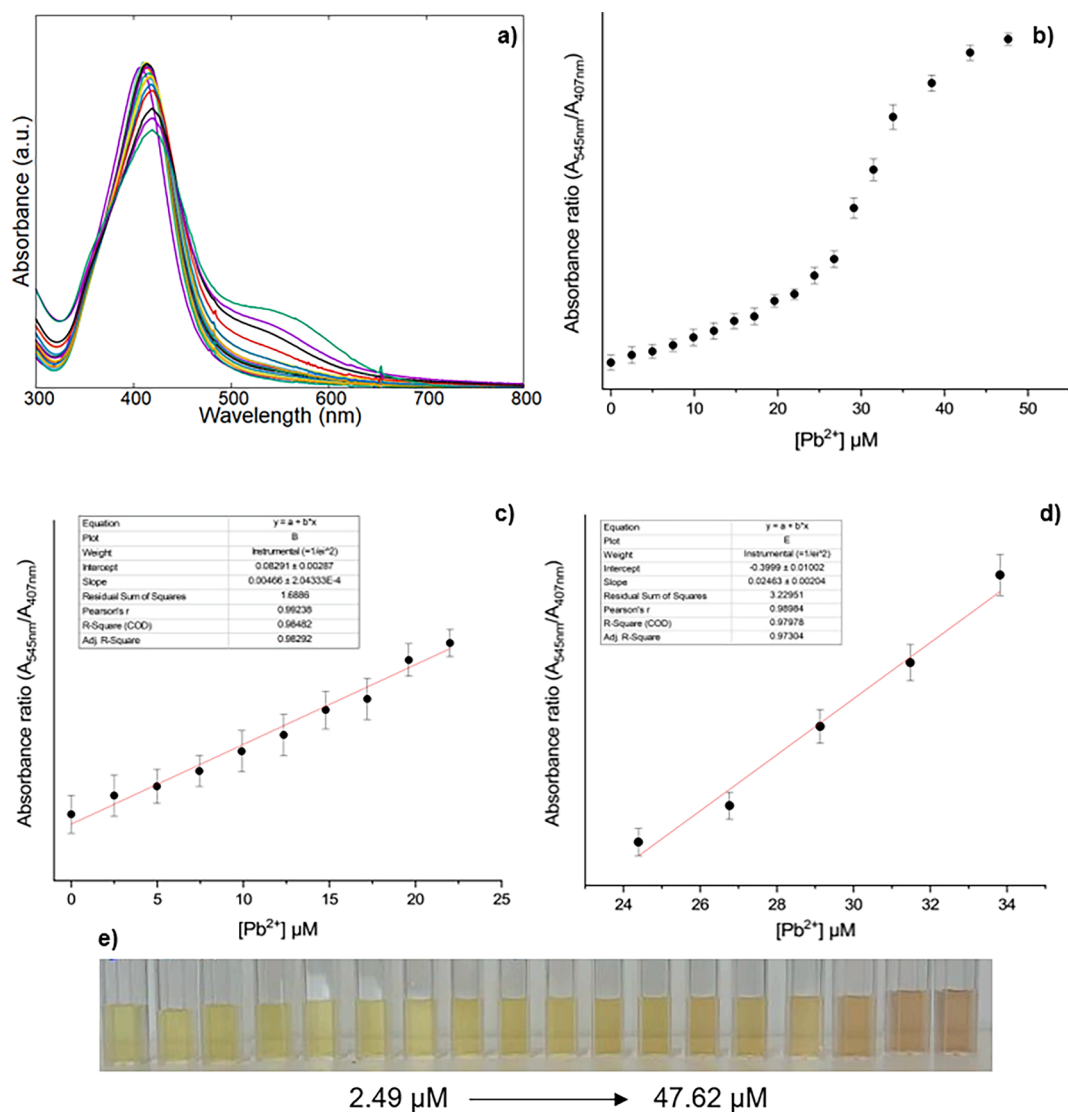 a)
Absorbance (a.u.)
300 400 500 600 700 800
Wavelength (nm)
b)
Absorbance ratio (A545nm/A407nm)
0 10 20 30 40 50
[Pb2+] µM
c)
Equation y = a + b*x
Plot B
Weight Instrumental (=1/ei^2)
Intercept 0.08291 ± 0.00287
Slope 0.00466 ± 2.04333E-4
Residual Sum of Squares 1.6886
Pearson's r 0.99238
R-Square (COD) 0.98482
Adj. R-Square 0.98292
Absorbance ratio (A545nm/A407nm)
0 5 10 15 20 25
[Pb2+] µM
d)
Equation y = a + b*x
Plot E
Weight Instrumental (=1/ei^2)
Intercept -0.3999 ± 0.01002
Slope 0.02463 ± 0.00204
Residual Sum of Squares 3.22951
Pearson's r 0.98984
R-Square (COD) 0.97978
Adj. R-Square 0.97304
Absorbance ratio (A545nm/A407nm)
24 26 28 30 32 34
[Pb2+] µM
e)
2.49 µM → 47.62 µM